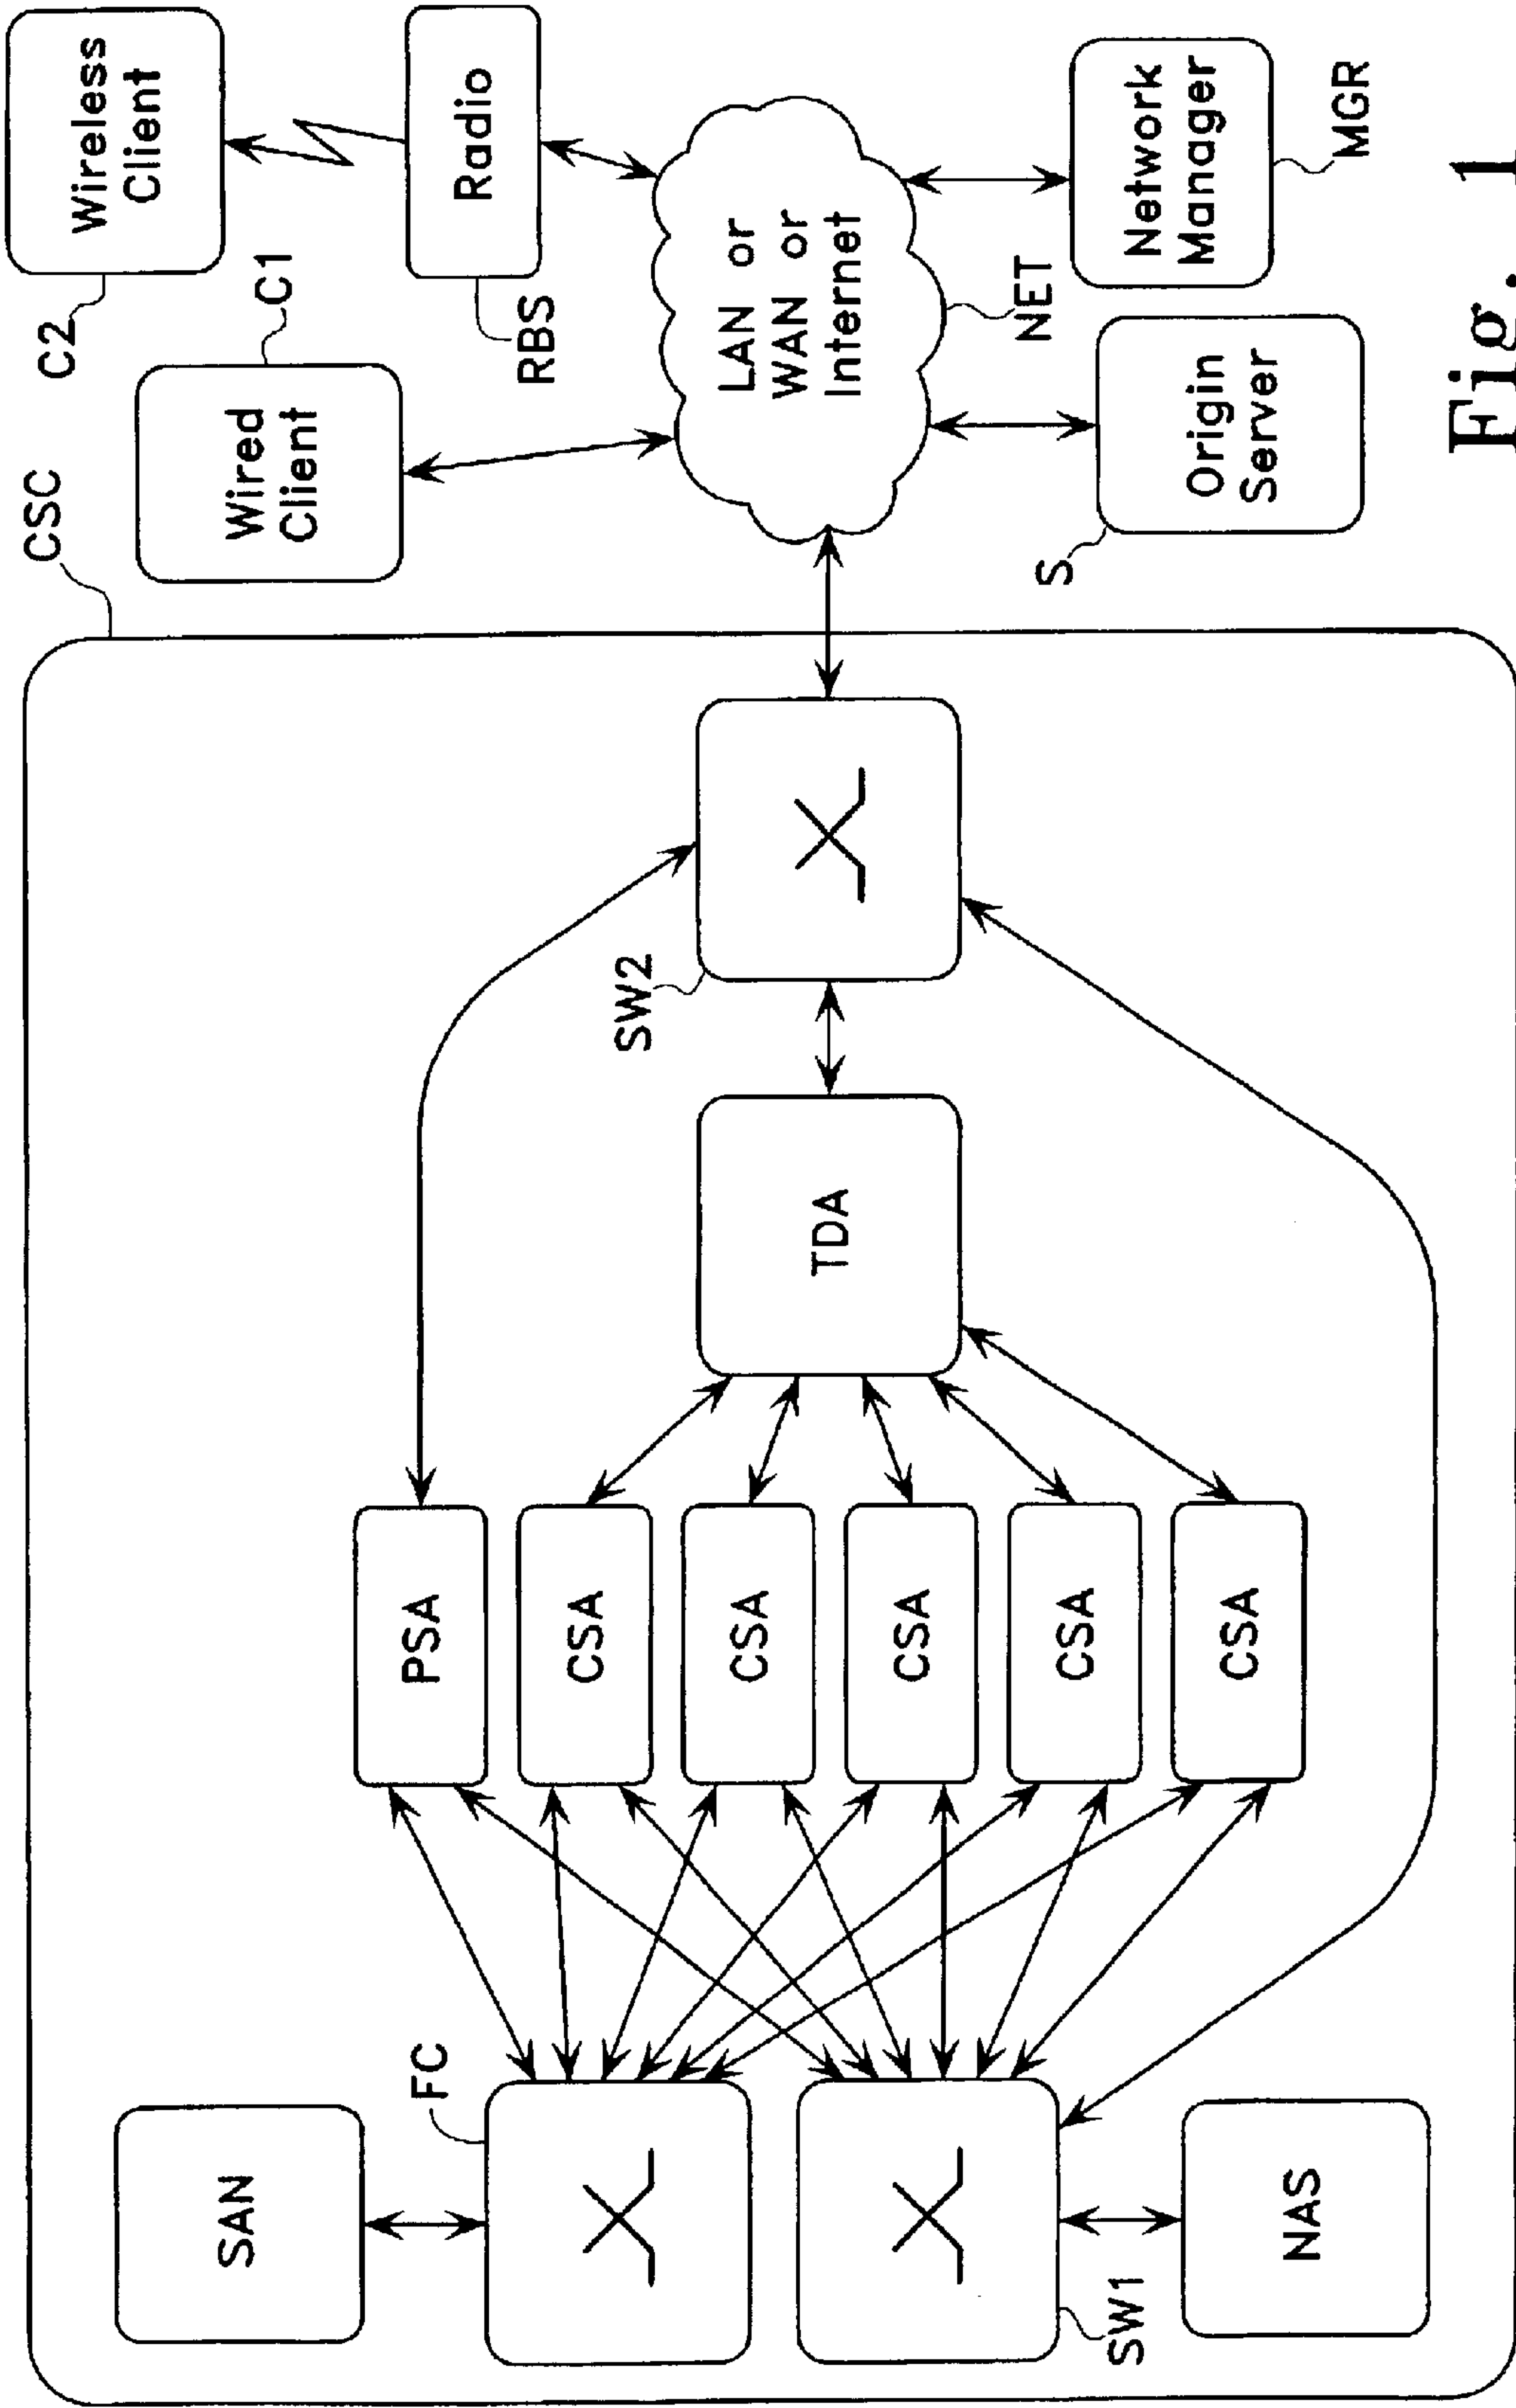 CSC
C2
Wireless
Client
C1
Wired
Client
Radio
RBS
LAN or
WAN or
Internet
NET
Network
Manager
MGR
Origin
Server
S
SW2
TDA
PSA
CSA
CSA
CSA
CSA
CSA
SAN
FC
SW1
NAS
Fig. 1